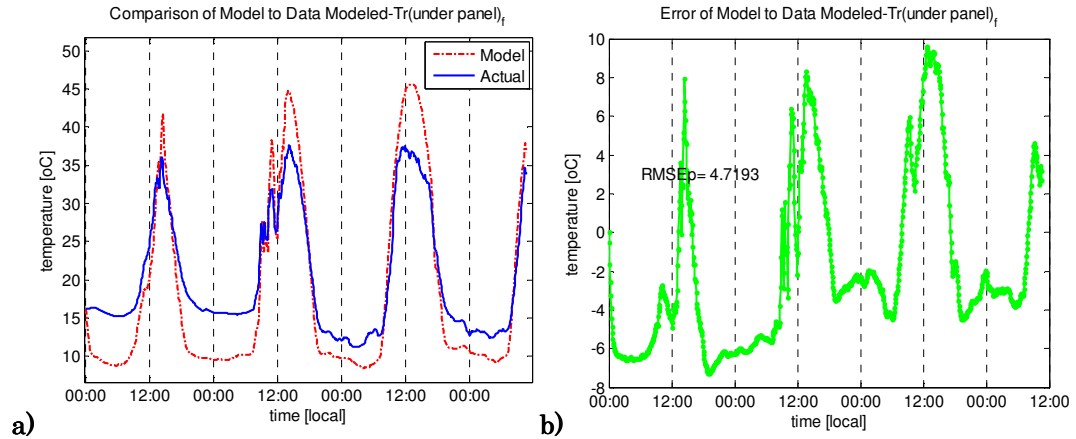 Comparison of Model to Data Modeled-Tr(under panel)f
temperature [oC]
50
45
40
35
30
25
20
15
10
00:00 12:00 00:00 12:00 00:00 12:00 00:00
time [local]
Model
Actual
a)
Error of Model to Data Modeled-Tr(under panel)f
temperature [oC]
10
8
6
4
2
0
-2
-4
-6
-8
RMSEp= 4.7193
00:00 12:00 00:00 12:00 00:00 12:00 00:00 12:00
time [local]
b)